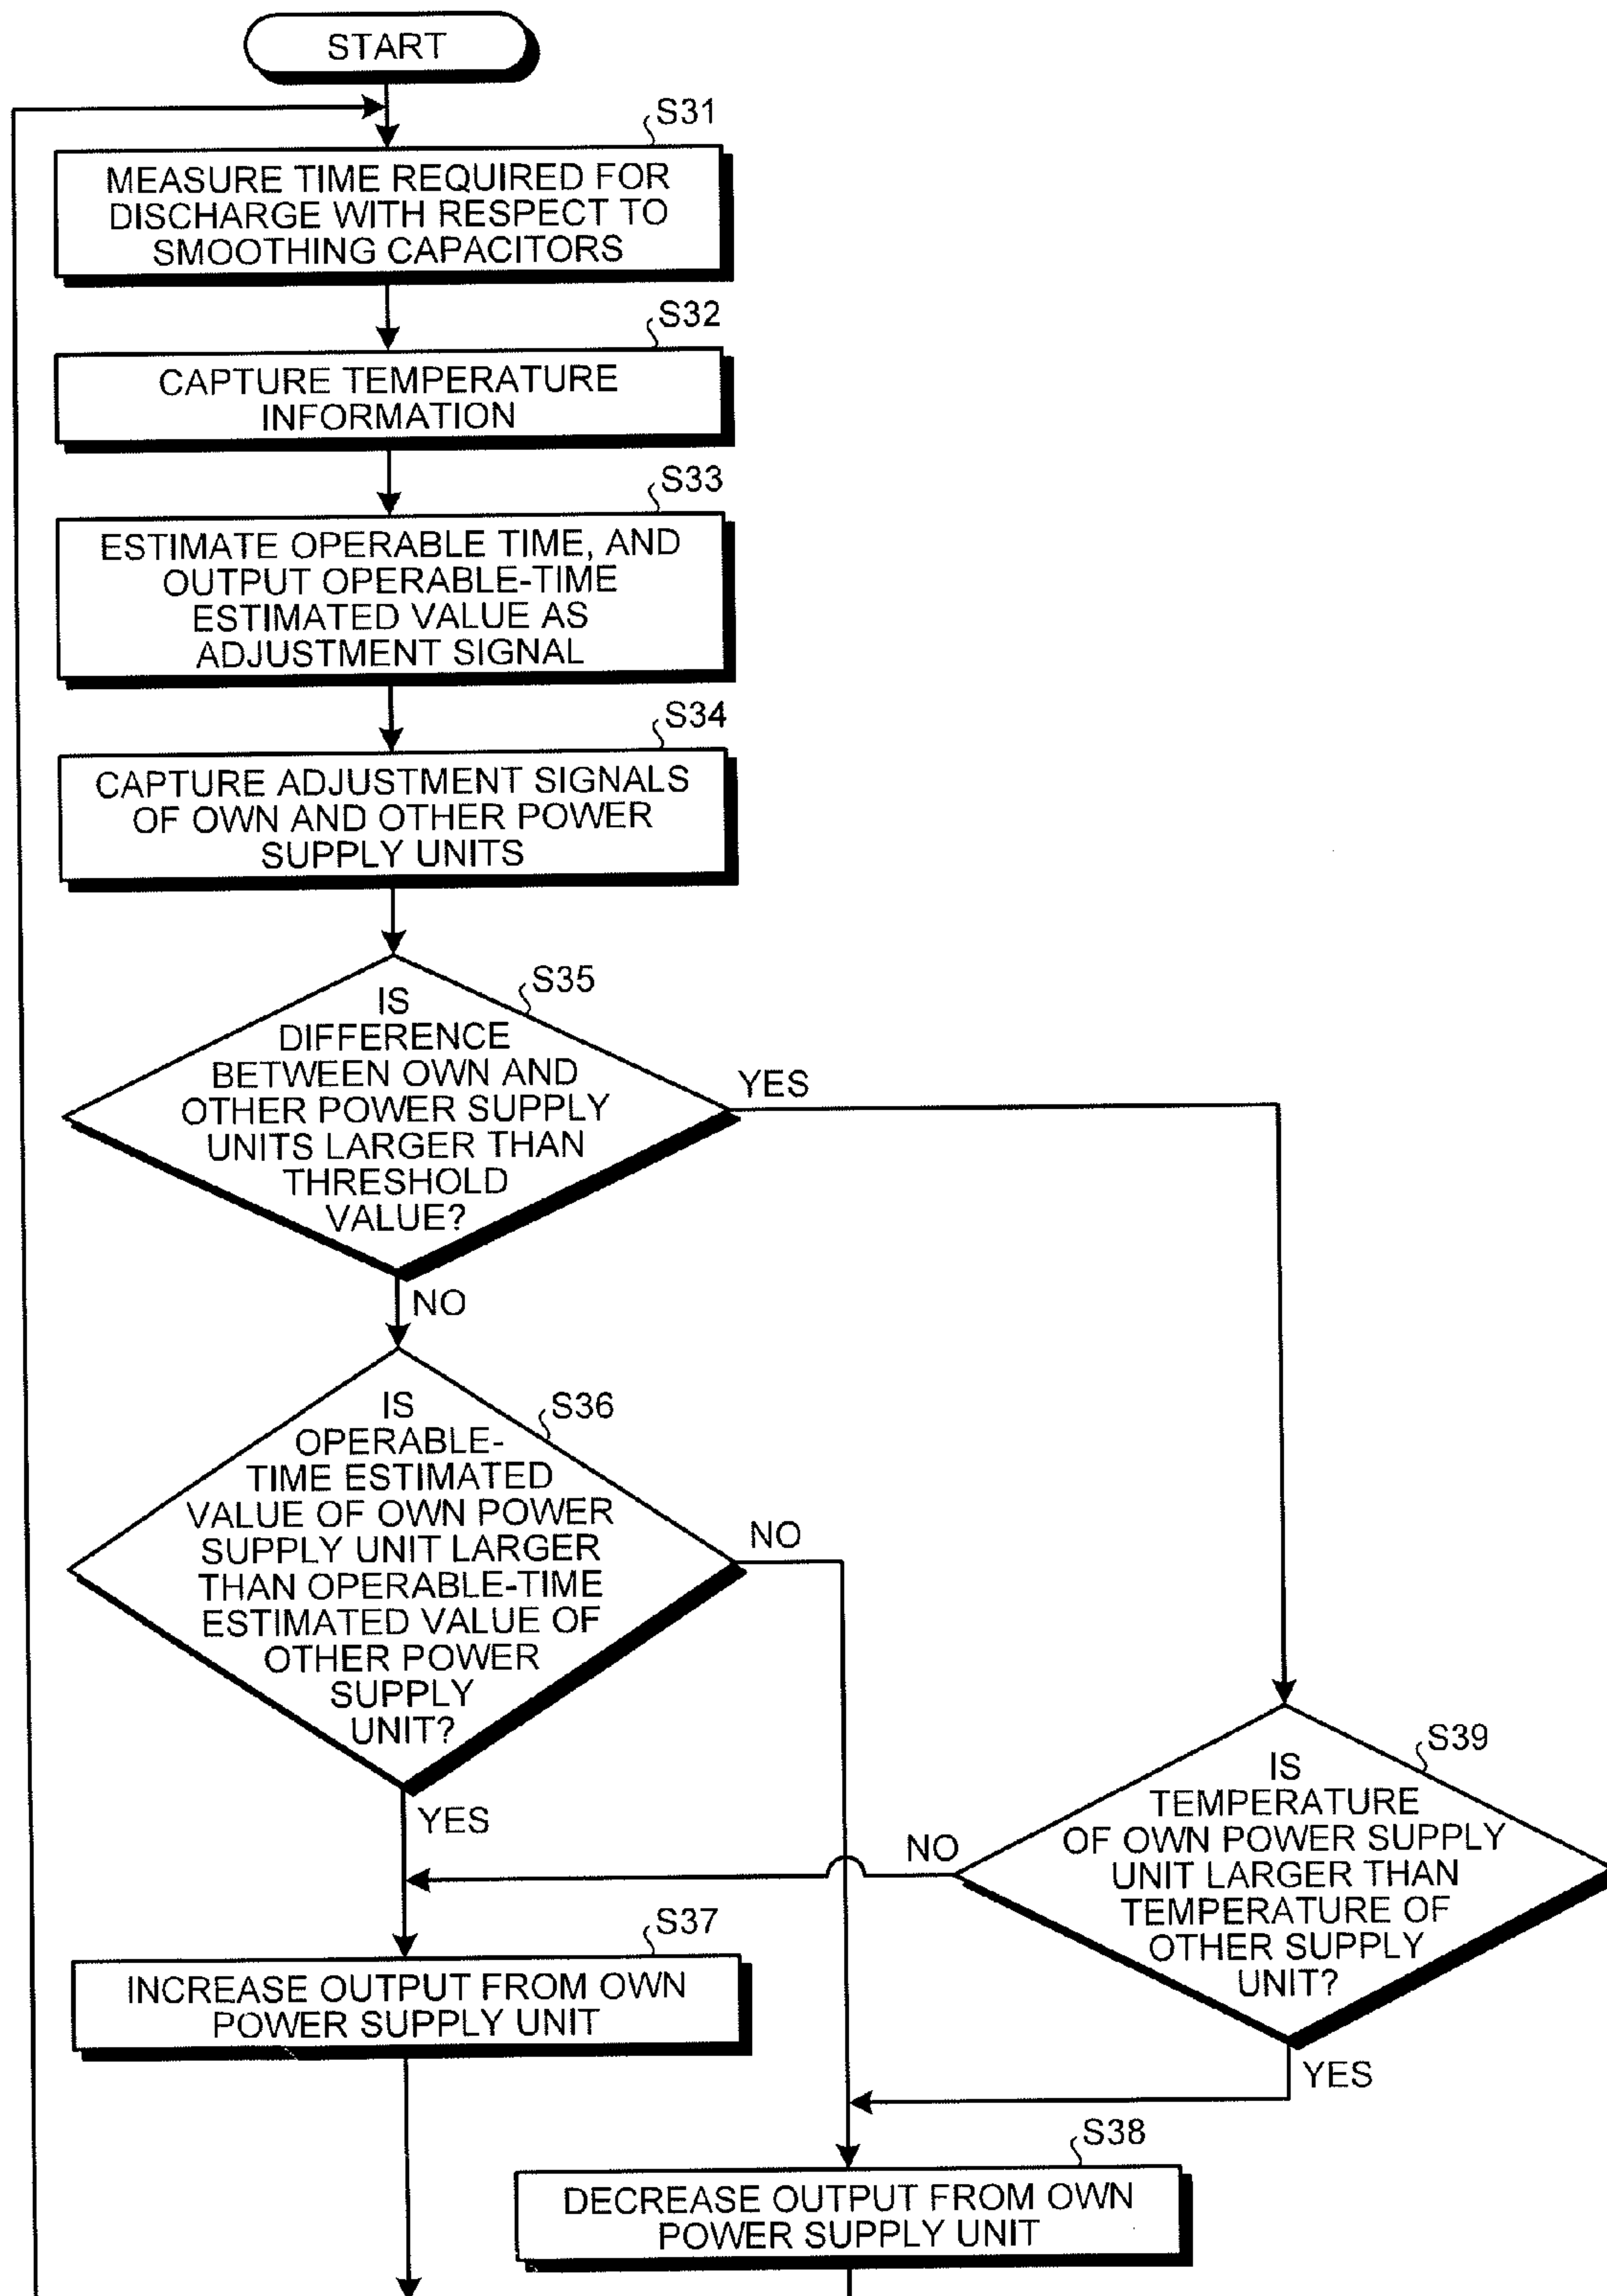 START
S31
MEASURE TIME REQUIRED FOR
DISCHARGE WITH RESPECT TO
SMOOTHING CAPACITORS
S32
CAPTURE TEMPERATURE
INFORMATION
S33
ESTIMATE OPERABLE TIME, AND
OUTPUT OPERABLE-TIME
ESTIMATED VALUE AS
ADJUSTMENT SIGNAL
S34
CAPTURE ADJUSTMENT SIGNALS
OF OWN AND OTHER POWER
SUPPLY UNITS
S35
IS
DIFFERENCE
BETWEEN OWN AND
OTHER POWER SUPPLY
UNITS LARGER THAN
THRESHOLD
VALUE?
YES
NO
S36
IS
OPERABLE-
TIME ESTIMATED
VALUE OF OWN POWER
SUPPLY UNIT LARGER
THAN OPERABLE-TIME
ESTIMATED VALUE OF
OTHER POWER
SUPPLY
UNIT?
NO
YES
S39
IS
TEMPERATURE
OF OWN POWER SUPPLY
UNIT LARGER THAN
TEMPERATURE OF
OTHER SUPPLY
UNIT?
NO
YES
S37
INCREASE OUTPUT FROM OWN
POWER SUPPLY UNIT
S38
DECREASE OUTPUT FROM OWN
POWER SUPPLY UNIT